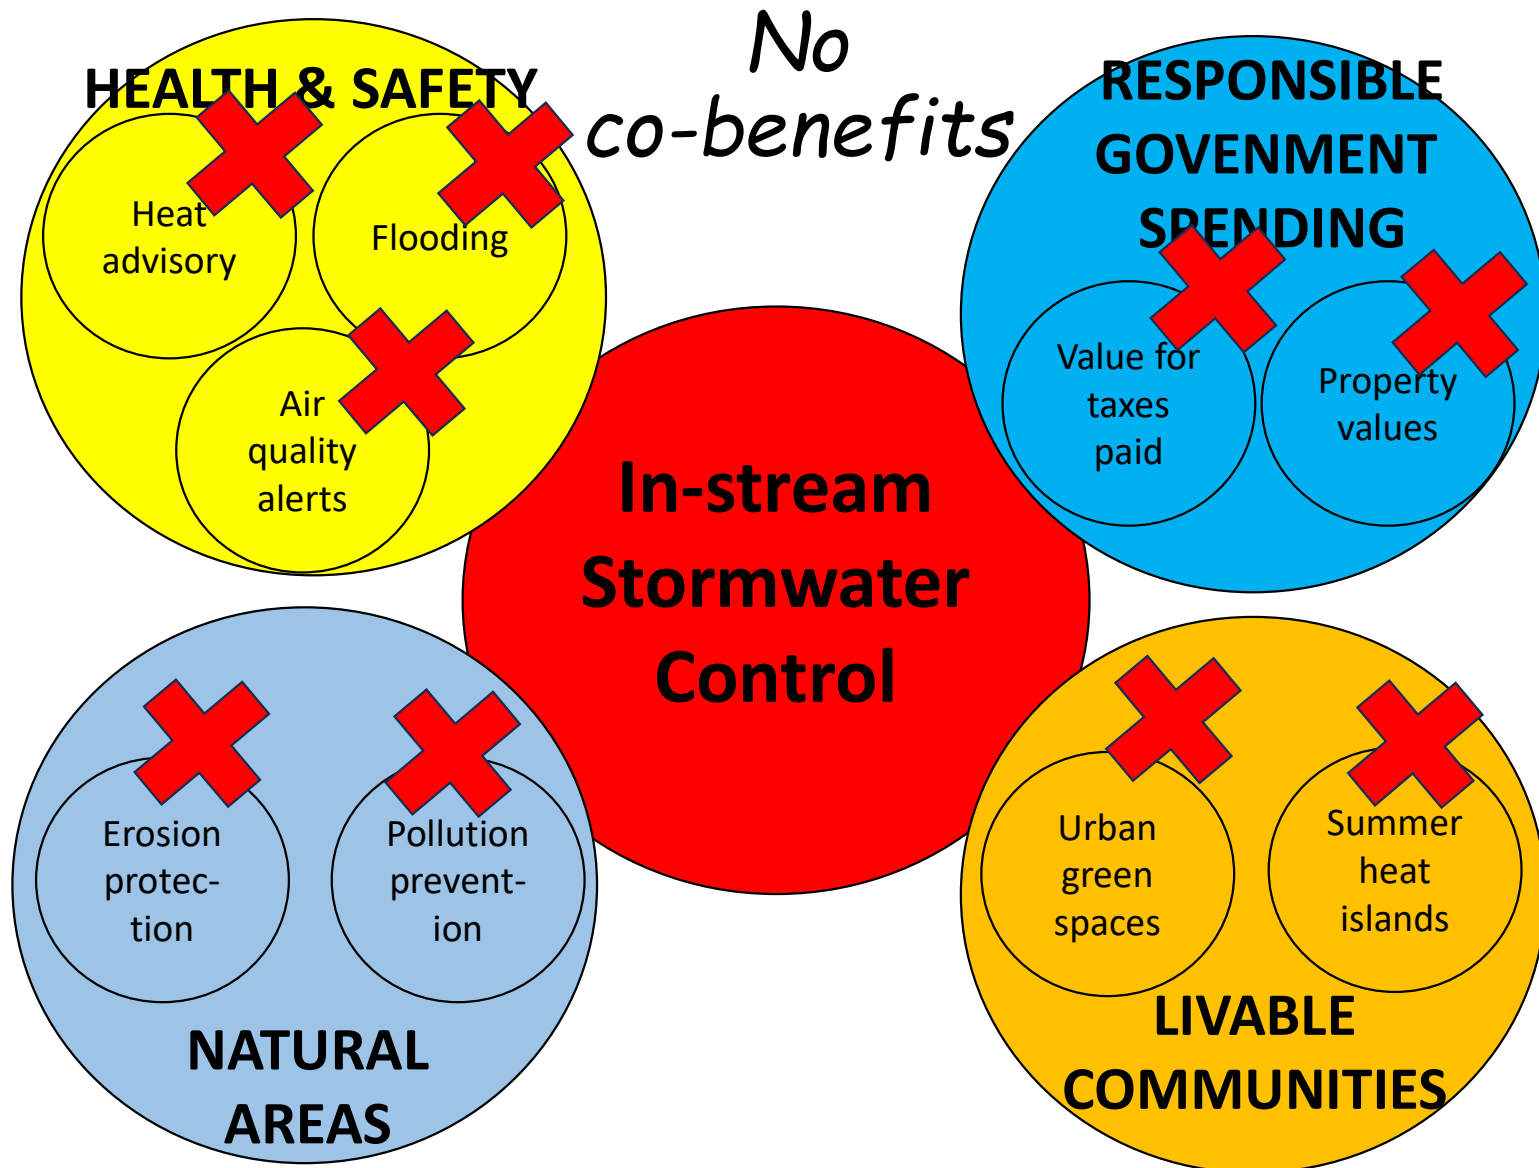 No
co-benefits
HEALTH & SAFETY
Heat
advisory
Flooding
Air
quality
alerts
RESPONSIBLE
GOVENMENT
SPENDING
Value for
taxes
paid
Property
values
In-stream
Stormwater
Control
Erosion
protec-
tion
Pollution
prevent-
ion
NATURAL
AREAS
Urban
green
spaces
Summer
heat
islands
LIVABLE
COMMUNITIES